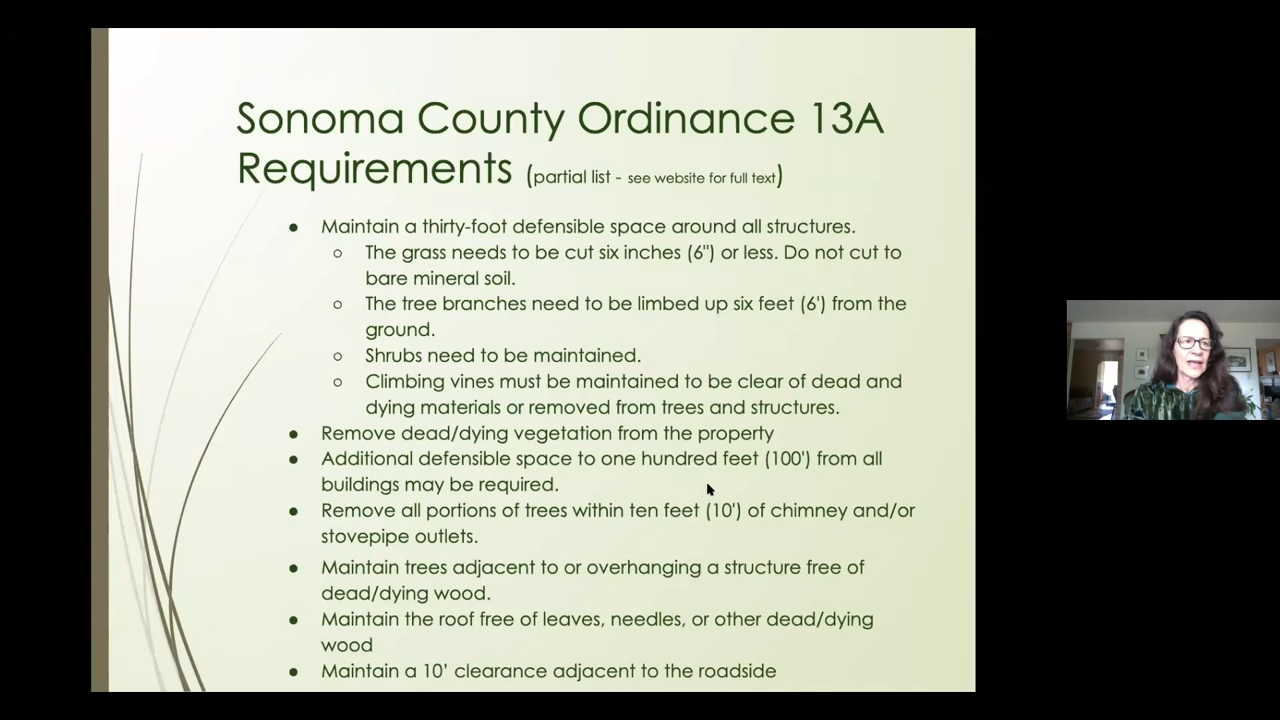 Sonoma County Ordinance 13A
Requirements (partial list - see website for full text)
● Maintain a thirty-foot defensible space around all structures.
○ The grass needs to be cut six inches (6") or less. Do not cut to
bare mineral soil.
○ The tree branches need to be limbed up six feet (6') from the
ground.
○ Shrubs need to be maintained.
○ Climbing vines must be maintained to be clear of dead and
dying materials or removed from trees and structures.
● Remove dead/dying vegetation from the property
● Additional defensible space to one hundred feet (100') from all
buildings may be required.
● Remove all portions of trees within ten feet (10') of chimney and/or
stovepipe outlets.
● Maintain trees adjacent to or overhanging a structure free of
dead/dying wood.
● Maintain the roof free of leaves, needles, or other dead/dying
wood
● Maintain a 10’ clearance adjacent to the roadside